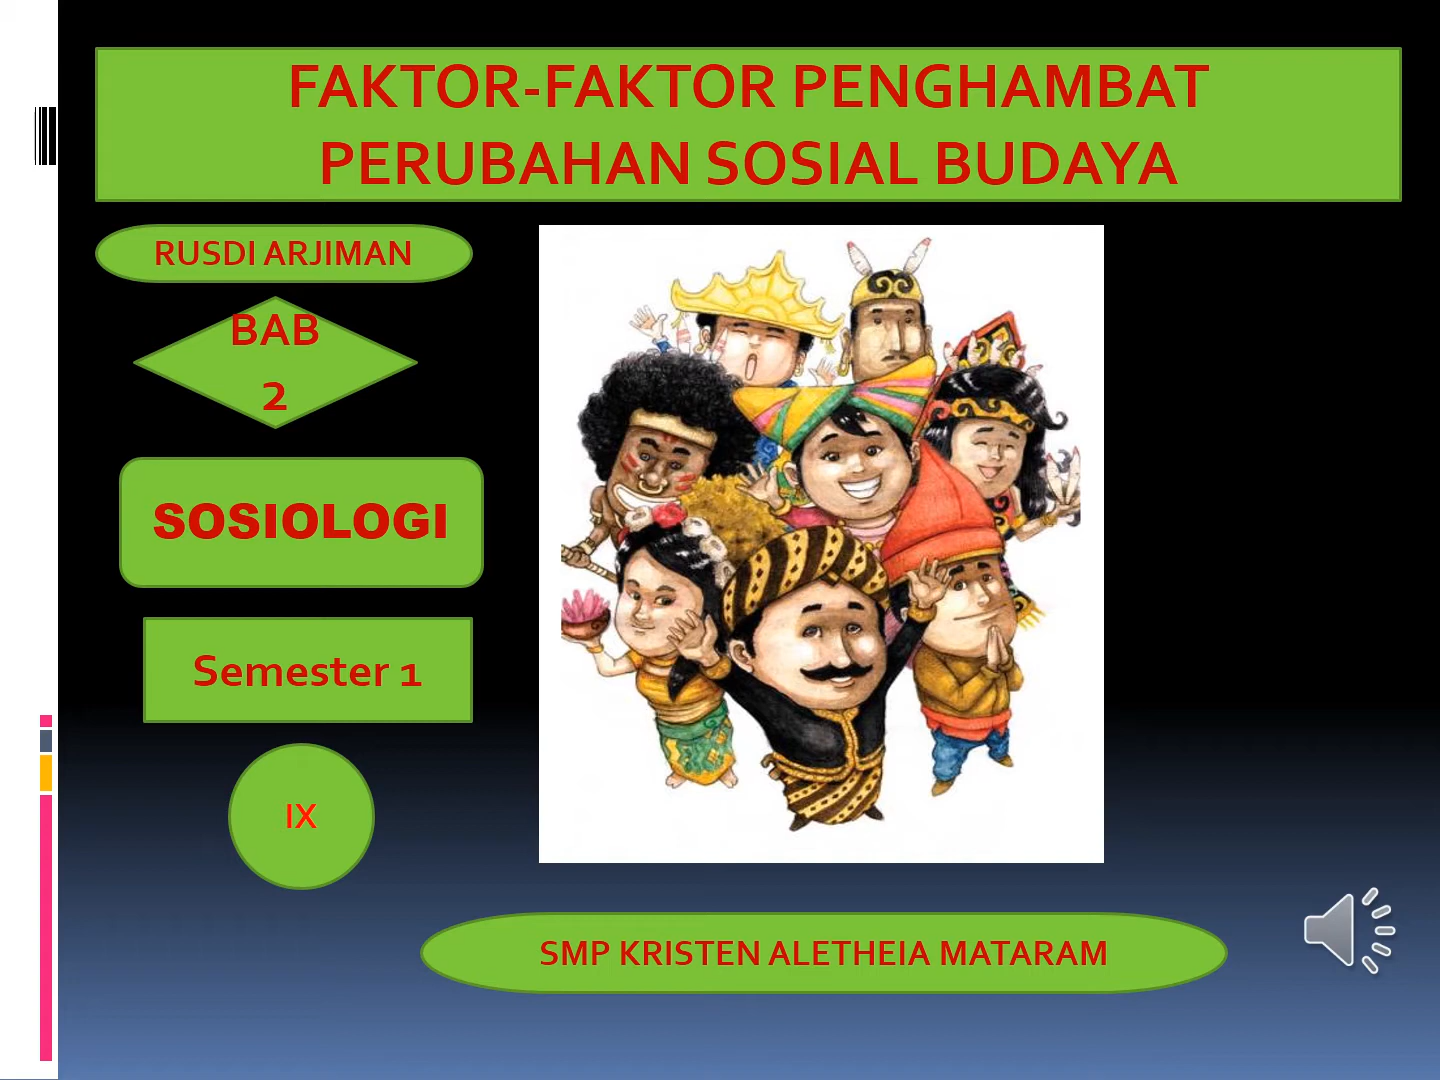 FAKTOR-FAKTOR PENGHAMBAT
PERUBAHAN SOSIAL BUDAYA
RUSDI ARJIMAN
BAB
2
SOSIOLOGI
Semester 1
IX
SMP KRISTEN ALETHEIA MATARAM